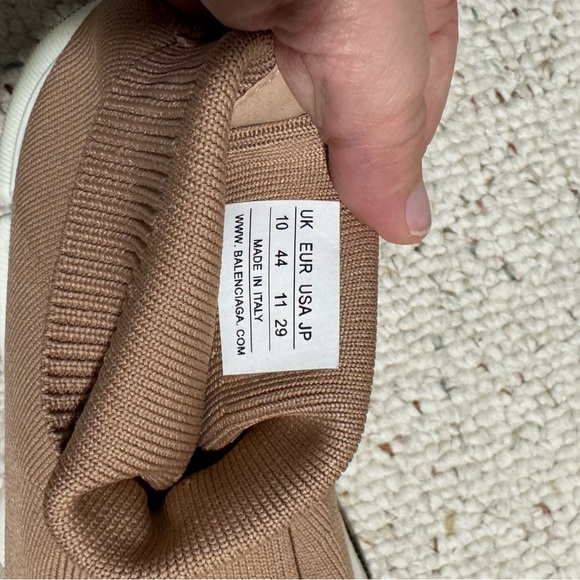 UK EUR USA JP
10 44 11 29
MADE IN ITALY
WWW. BALENCIAGA. COM